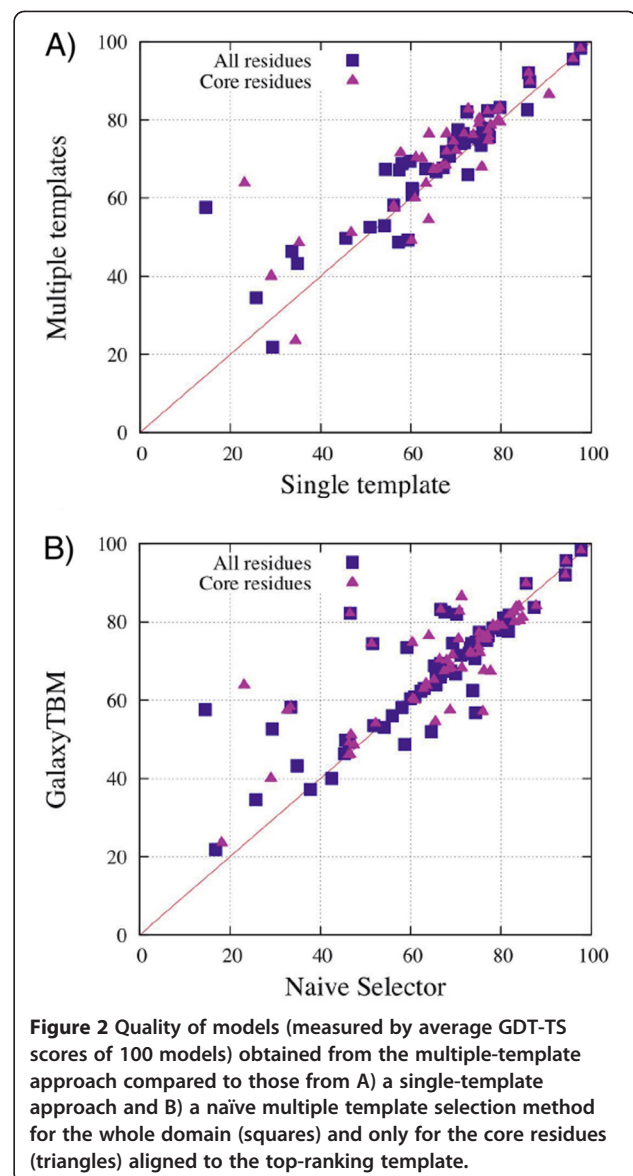 A)
All residues
Core residues
100
80
60
40
20
0
Multiple templates
0 20 40 60 80 100
Single template
B)
All residues
Core residues
100
80
60
40
20
0
GalaxyTBM
0 20 40 60 80 100
Naive Selector
Figure 2 Quality of models (measured by average GDT-TS
scores of 100 models) obtained from the multiple-template
approach compared to those from A) a single-template
approach and B) a naïve multiple template selection method
for the whole domain (squares) and only for the core residues
(triangles) aligned to the top-ranking template.